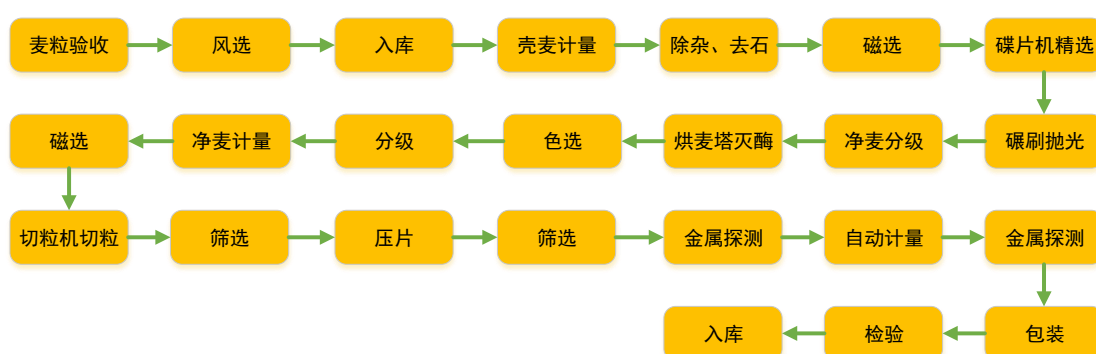 麦粒验收
风选
入库
壳麦计量
除杂、去石
磁选
碟片机精选
碾刷抛光
净麦分级
烘麦塔灭酶
色选
分级
净麦计量
磁选
切粒机切粒
筛选
压片
筛选
金属探测
自动计量
金属探测
包装
检验
入库